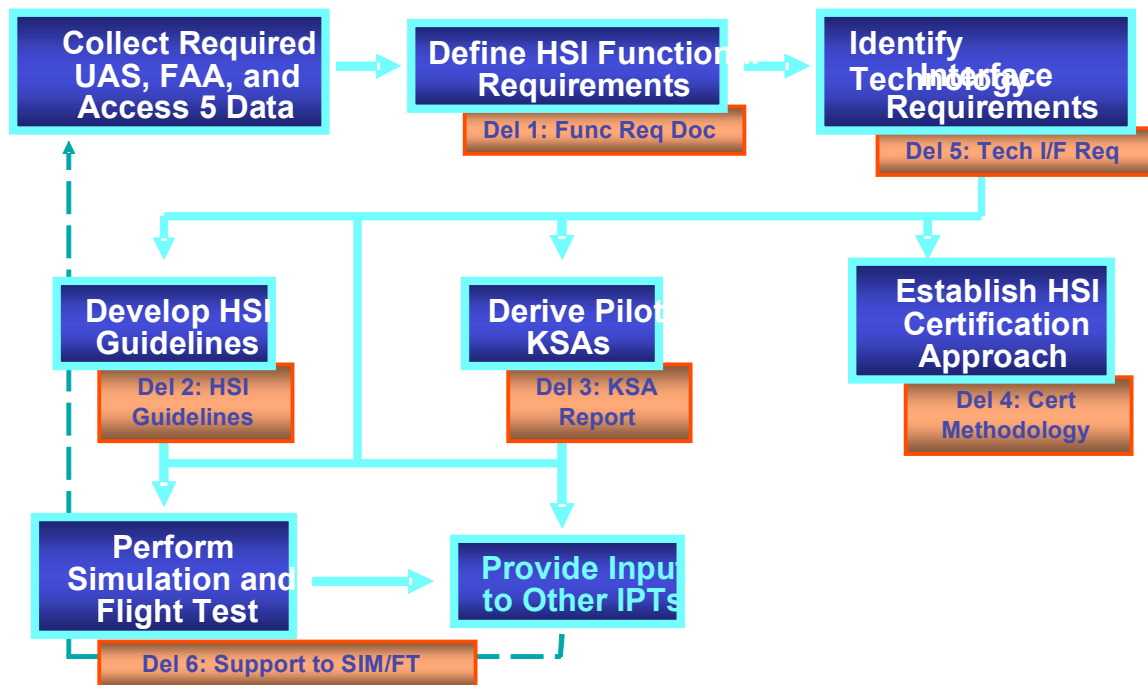 Collect Required
UAS, FAA, and
Access 5 Data
Define HSI Functional
Requirements
Del 1: Func Req Doc
Identify
Technology
Interface
Requirements
Del 5: Tech I/F Req
Develop HSI
Guidelines
Del 2: HSI
Guidelines
Derive Pilot
KSAs
Del 3: KSA
Report
Establish HSI
Certification
Approach
Del 4: Cert
Methodology
Perform
Simulation and
Flight Test
Provide Input
to Other IPTs
Del 6: Support to SIM/FT